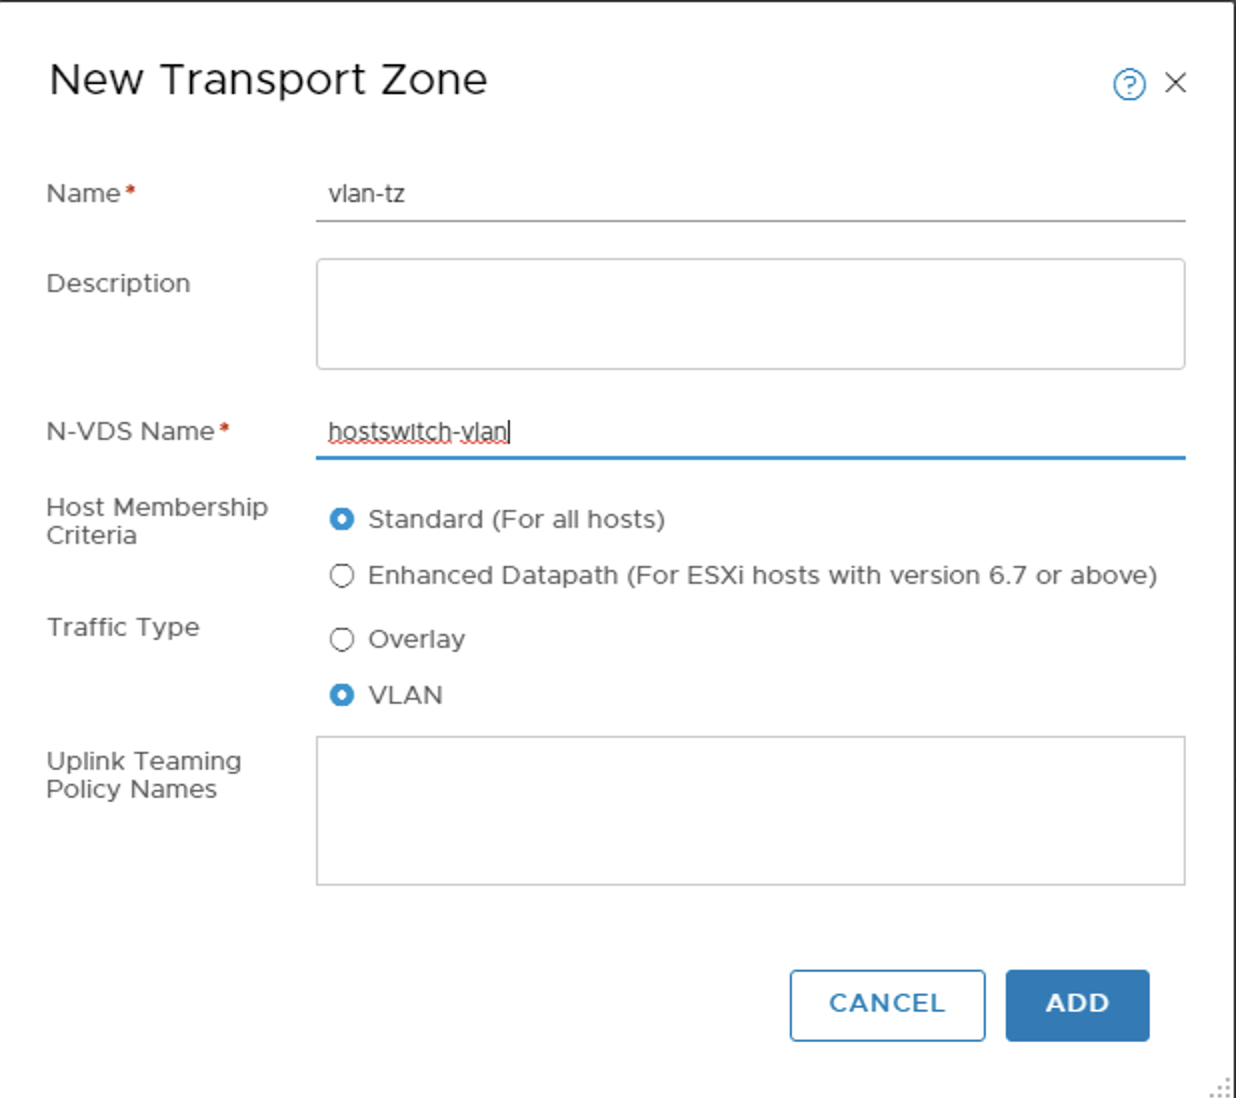 New Transport Zone
?
Name* vlan-tz
Description
N-VDS Name* hostswitch-vlan
Host Membership
Criteria
Standard (For all hosts)
Enhanced Datapath (For ESXi hosts with version 6.7 or above)
Traffic Type
Overlay
VLAN
Uplink Teaming
Policy Names
CANCEL ADD